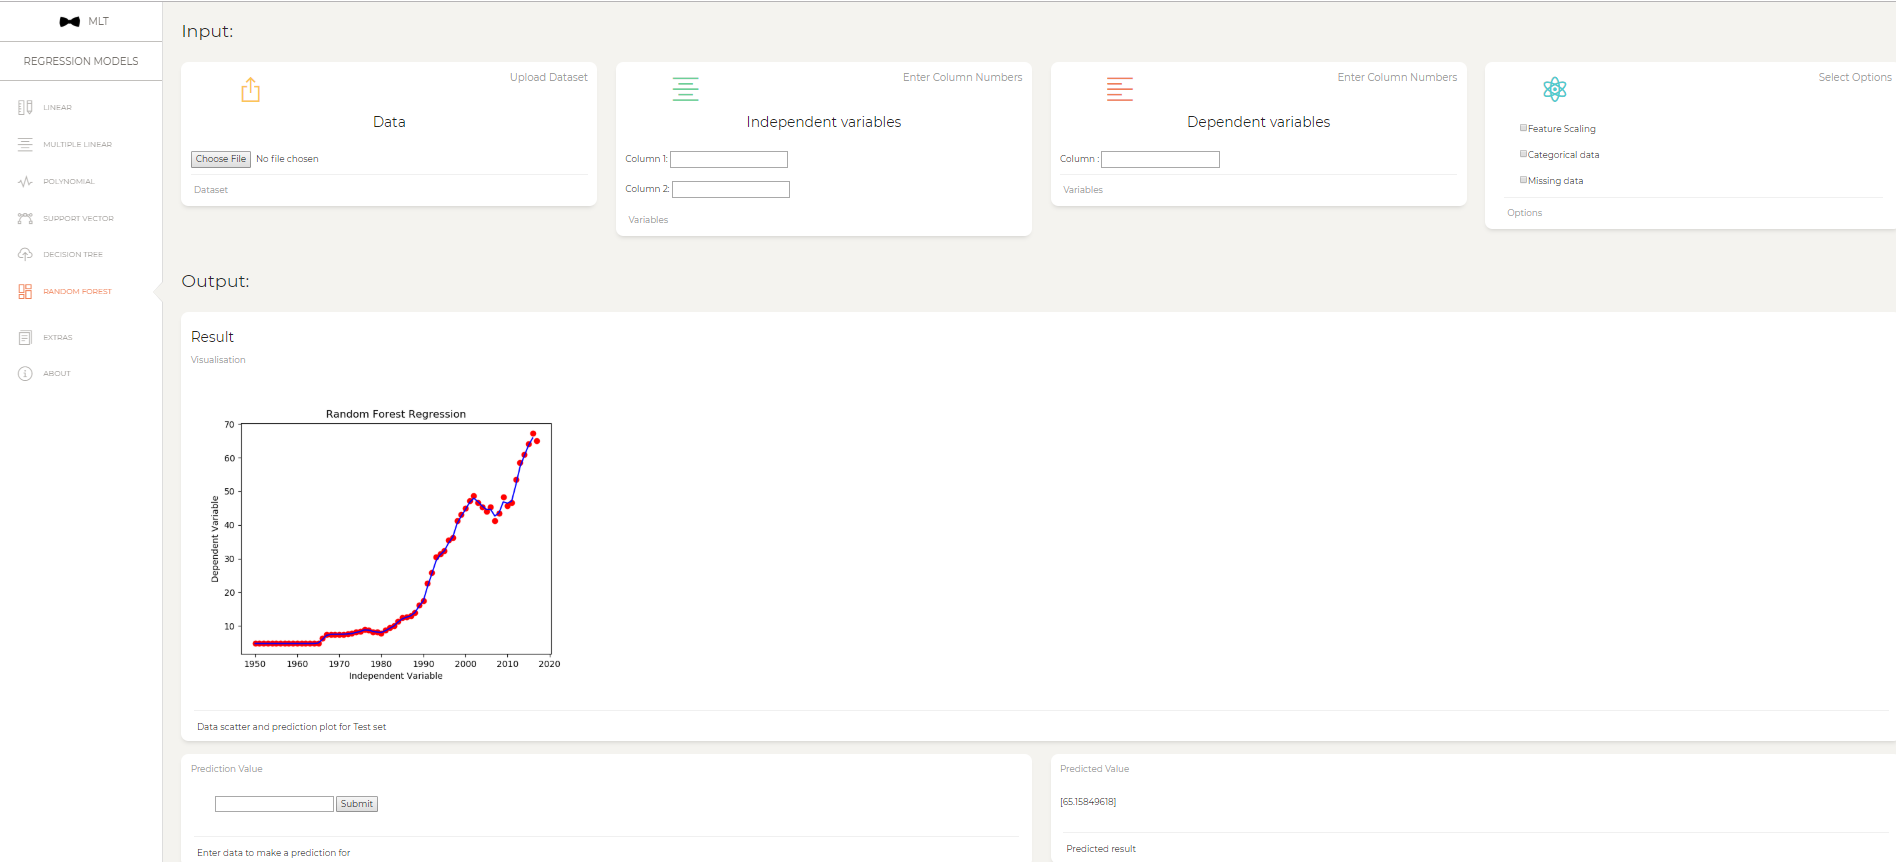 MLT
REGRESSION MODELS
LINEAR
MULTIPLE LINEAR
POLYNOMIAL
SUPPORT VECTOR
DECISION TREE
RANDOM FOREST
EXTRAS
ABOUT
Input:
Upload Dataset
Data
Choose File No file chosen
Dataset
Enter Column Numbers
Independent variables
Column 1:
Column 2:
Variables
Enter Column Numbers
Dependent variables
Column :
Variables
Select Options
Feature Scaling
Categorical data
Missing data
Options
Output:
Result
Visualisation
Random Forest Regression
70
60
50
40
30
20
10
Dependent Variable
1950 1960 1970 1980 1990 2000 2010 2020
Independent Variable
Data scatter and prediction plot for Test set
Prediction Value
Submit
Enter data to make a prediction for
Predicted Value
[65.15849618]
Predicted result